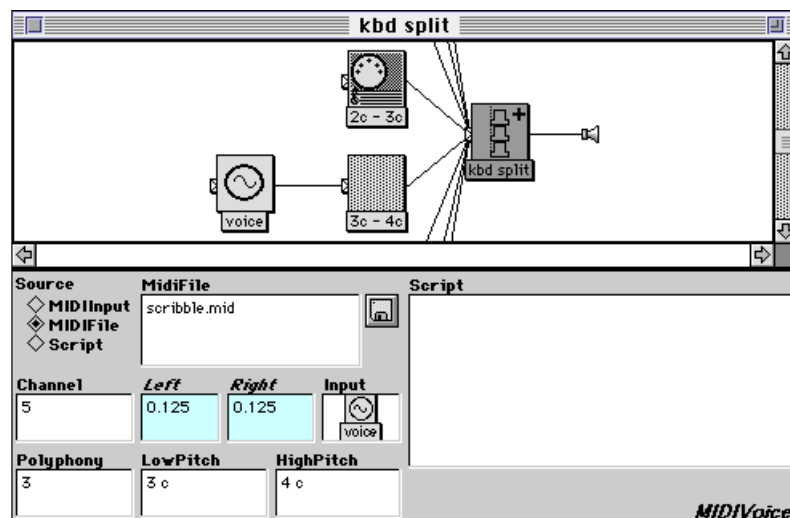 kbd split
2c - 3c
kbd split
voice
3c - 4c
Source
MIDIInput
MIDIFile
Script
MidiFile
scribble.mid
Script
Channel
5
Left
0.125
Right
0.125
Input
voice
Polyphony
3
LowPitch
3 c
HighPitch
4 c
MIDIVoice